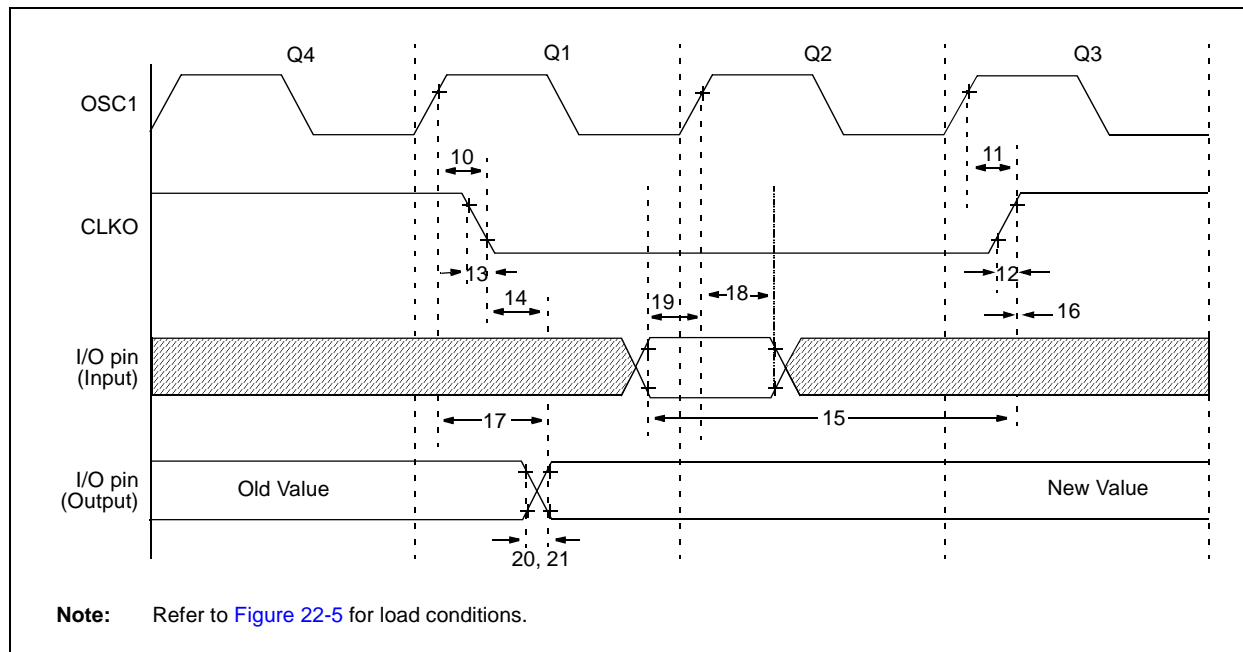 Q4 Q1 Q2 Q3
OSC1
10 11
CLKO
13 12
14 19 18 16
I/O pin
(Input)
17 15
I/O pin
(Output)
Old Value New Value
20, 21
Note: Refer to Figure 22-5 for load conditions.